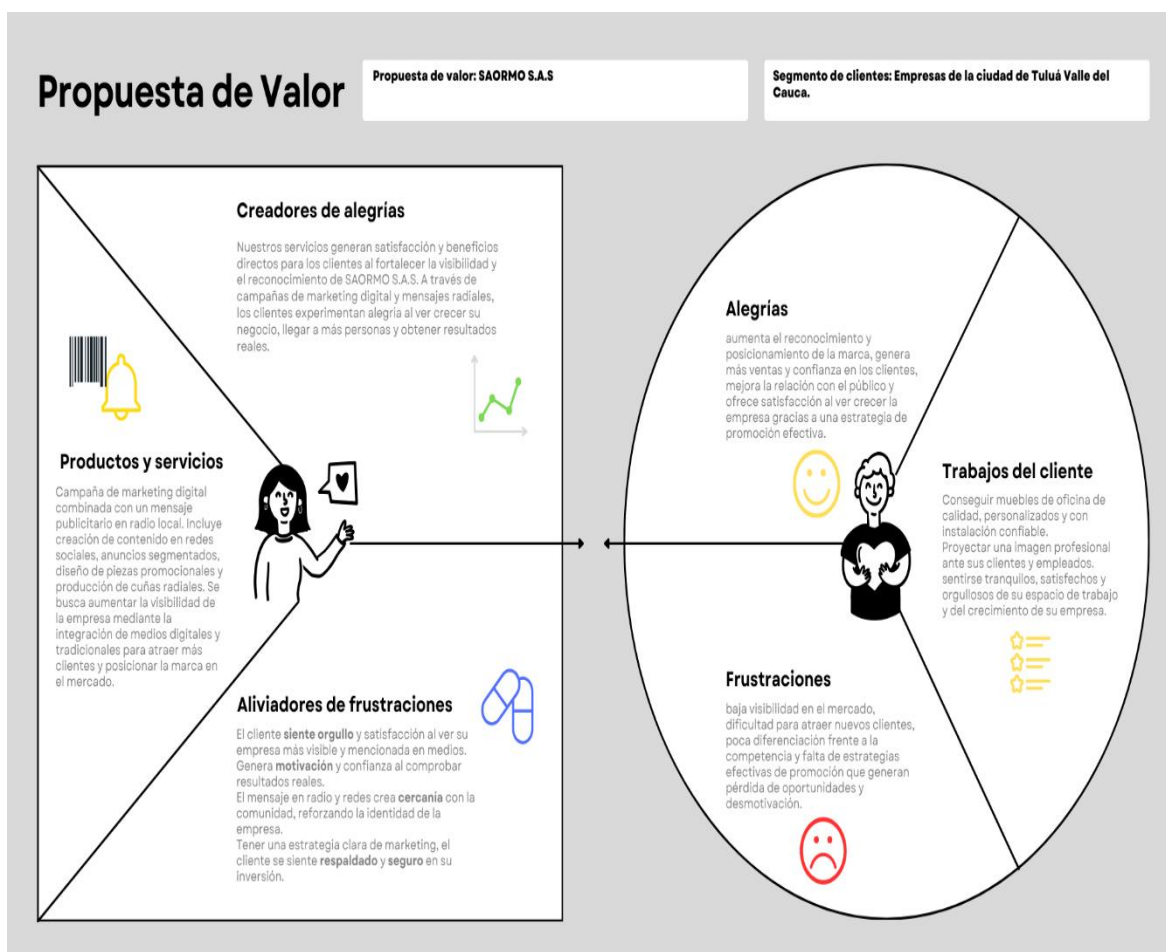 Propuesta de Valor
Propuesta de valor: SAORMO S.A.S
Segmento de clientes: Empresas de la ciudad de Tuluá Valle del
Cauca.
Creadores de alegrías
Nuestros servicios generan satisfacción y beneficios
directos para los clientes al fortalecer la visibilidad y
el reconocimiento de SAORMO S.A.S. A través de
campañas de marketing digital y mensajes radiales,
los clientes experimentan alegría al ver crecer su
negocio, llegar a más personas y obtener resultados
reales.
Productos y servicios
Campaña de marketing digital
combinada con un mensaje
publicitario en radio local. Incluye
creación de contenido en redes
sociales, anuncios segmentados,
diseño de piezas promocionales y
producción de cuñas radiales. Se
busca aumentar la visibilidad de
la empresa mediante la
integración de medios digitales y
tradicionales para atraer más
clientes y posicionar la marca en
el mercado.
Aliviadores de frustraciones
El cliente siente orgullo y satisfacción al ver su
empresa más visible y mencionada en medios.
Genera motivación y confianza al comprobar
resultados reales.
El mensaje en radio y redes crea cercanía con la
comunidad, reforzando la identidad de la
empresa.
Tener una estrategia clara de marketing, el
cliente se siente respaldado y seguro en su
inversión.
Alegrías
aumenta el reconocimiento y
posicionamiento de la marca, genera
más ventas y confianza en los clientes,
mejora la relación con el público y
ofrece satisfacción al ver crecer la
empresa gracias a una estrategia de
promoción efectiva.
Trabajos del cliente
Conseguir muebles de oficina de
calidad, personalizados y con
instalación confiable.
Proyectar una imagen profesional
ante sus clientes y empleados.
sentirse tranquilos, satisfechos y
orgullosos de su espacio de trabajo
y del crecimiento de su empresa.
Frustraciones
baja visibilidad en el mercado,
dificultad para atraer nuevos clientes,
poca diferenciación frente a la
competencia y falta de estrategias
efectivas de promoción que generan
pérdida de oportunidades y
desmotivación.